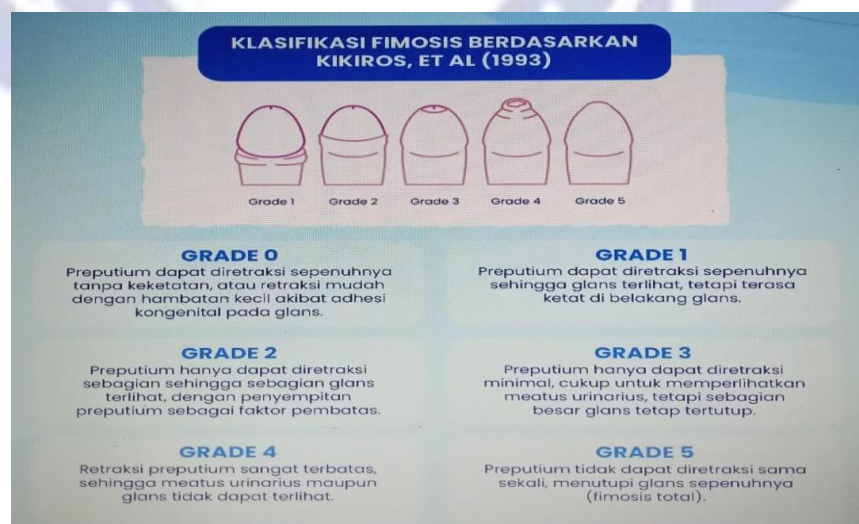 KLASIFIKASI FIMOSIS BERDASARKAN
KIKIROS, ET AL (1993)
Grade 1 Grade 2 Grade 3 Grade 4 Grade 5
GRADE 0
Preputium dapat diretraksi sepenuhnya
tanpa keketatan, atau retraksi mudah
dengan hambatan kecil akibat adhesi
kongenital pada glans.
GRADE 1
Preputium dapat diretraksi sepenuhnya
sehingga glans terlihat, tetapi terasa
ketat di belakang glans.
GRADE 2
Preputium hanya dapat diretraksi
sebagian sehingga sebagian glans
terlihat, dengan penyempitan
preputium sebagai faktor pembatas.
GRADE 3
Preputium hanya dapat diretraksi
minimal, cukup untuk memperlihatkan
meatus urinarius, tetapi sebagian
besar glans tetap tertutup.
GRADE 4
Retraksi preputium sangat terbatas,
sehingga meatus urinarius maupun
glans tidak dapat terlihat.
GRADE 5
Preputium tidak dapat diretraksi sama
sekali, menutupi glans sepenuhnya
(fimosis total).